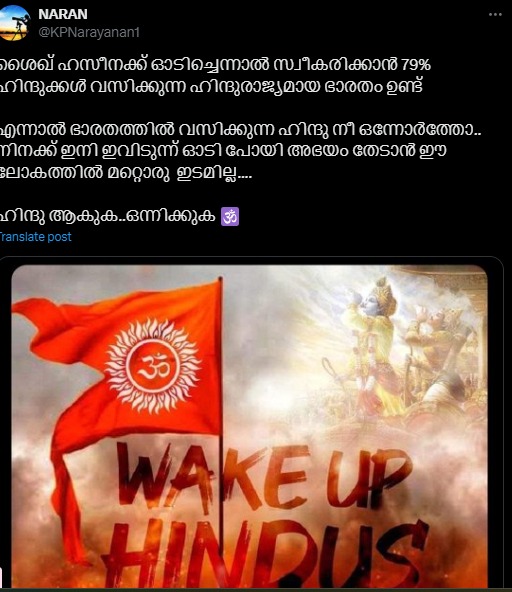 NARAN
@KPNarayanan1
ശൈഖ് ഹസീനക്ക് ഓടിച്ചെന്നാൽ സ്വീകരിക്കാൻ 79%
ഹിന്ദുക്കൾ വസിക്കുന്ന ഹിന്ദുരാജ്യമായ ഭാരതം ഉണ്ട്
എന്നാൽ ഭാരതത്തിൽ വസിക്കുന്ന ഹിന്ദു നീ ഒന്നോർത്തോ..
നിനക്ക് ഇനി ഇവിടുന്ന് ഓടി പോയി അഭയം തേടാൻ ഈ
ലോകത്തിൽ മറ്റൊരു ഇടമില്ല....
ഹിന്ദു ആകുക..ഒന്നിക്കുക 🕉
Translate post
ॐ
WAKE UP
HINDUS